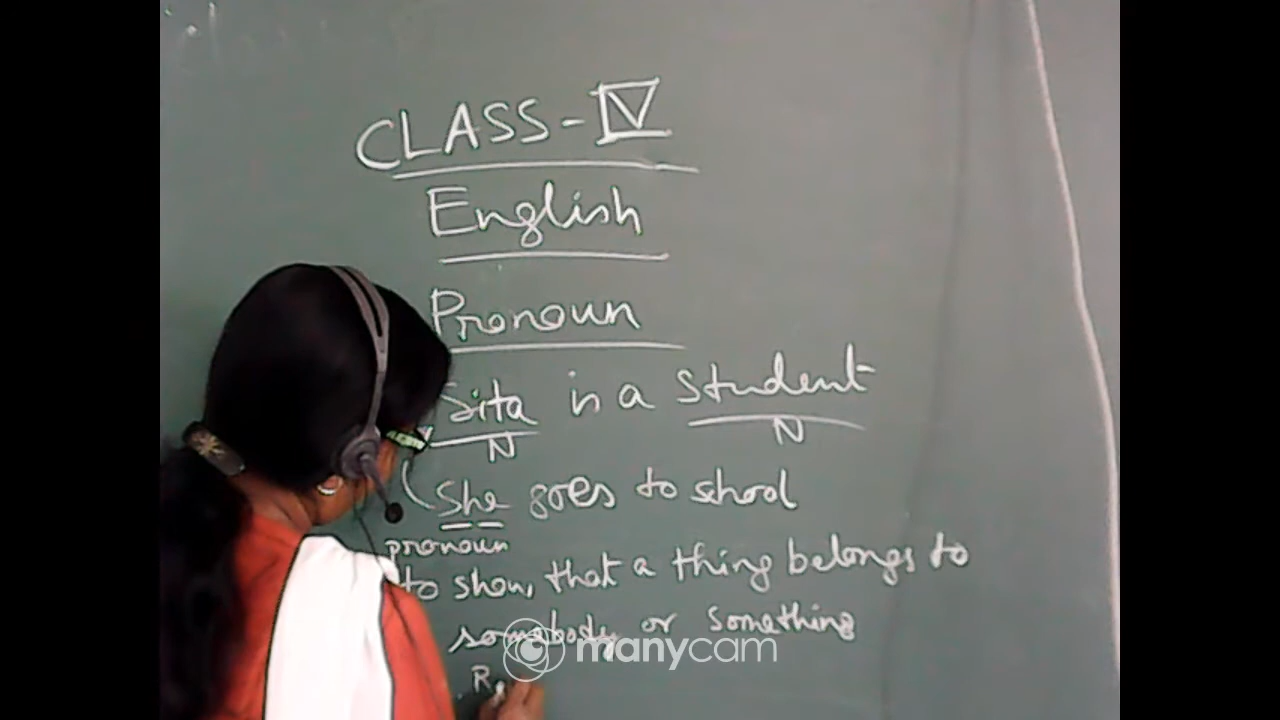 CLASS - V
English
Pronoun
Sita is a Student
N N
(She goes to school
pronoun
to show, that a thing belongs to
somebody or something
R
manycam